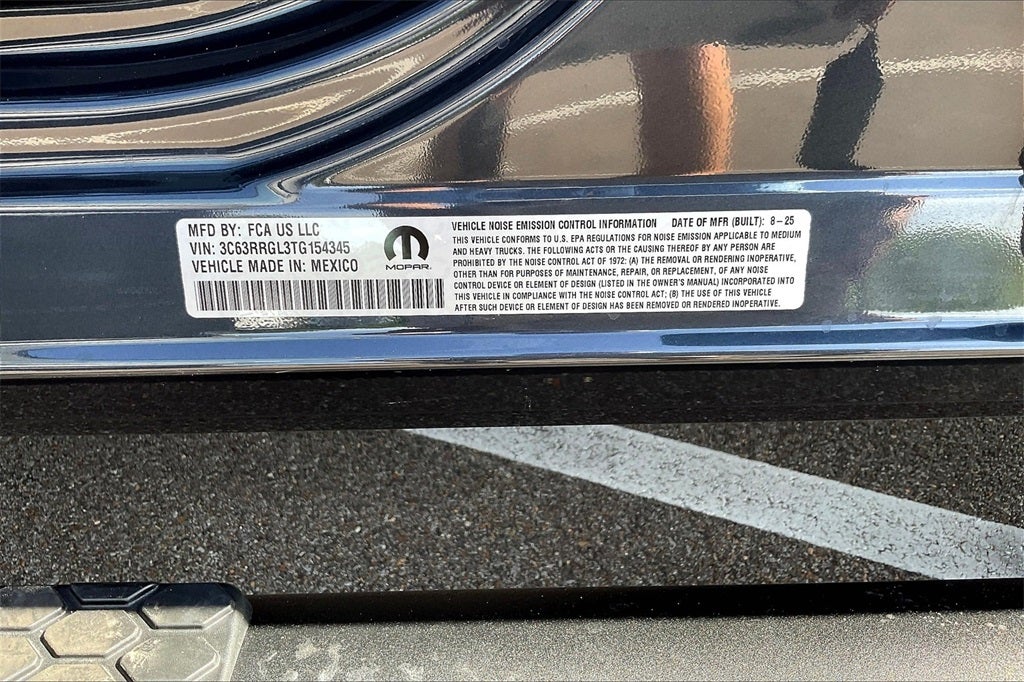 MFD BY: FCA US LLC
VIN: 3C63RRGL3TG154345
VEHICLE MADE IN: MEXICO
MOPAR
VEHICLE NOISE EMISSION CONTROL INFORMATION DATE OF MFR (BUILT): 8-25
THIS VEHICLE CONFORMS TO U.S. EPA REGULATIONS FOR NOISE EMISSION APPLICABLE TO MEDIUM
AND HEAVY TRUCKS. THE FOLLOWING ACTS OR THE CAUSING THEREOF BY ANY PERSON
ARE PROHIBITED BY THE NOISE CONTROL ACT OF 1972: (A) THE REMOVAL OR RENDERING INOPERATIVE,
OTHER THAN FOR PURPOSES OF MAINTENANCE, REPAIR, OR REPLACEMENT, OF ANY NOISE
CONTROL DEVICE OR ELEMENT OF DESIGN (LISTED IN THE OWNER'S MANUAL) INCORPORATED INTO
THIS VEHICLE IN COMPLIANCE WITH THE NOISE CONTROL ACT; (B) THE USE OF THIS VEHICLE
AFTER SUCH DEVICE OR ELEMENT OF DESIGN HAS BEEN REMOVED OR RENDERED INOPERATIVE.